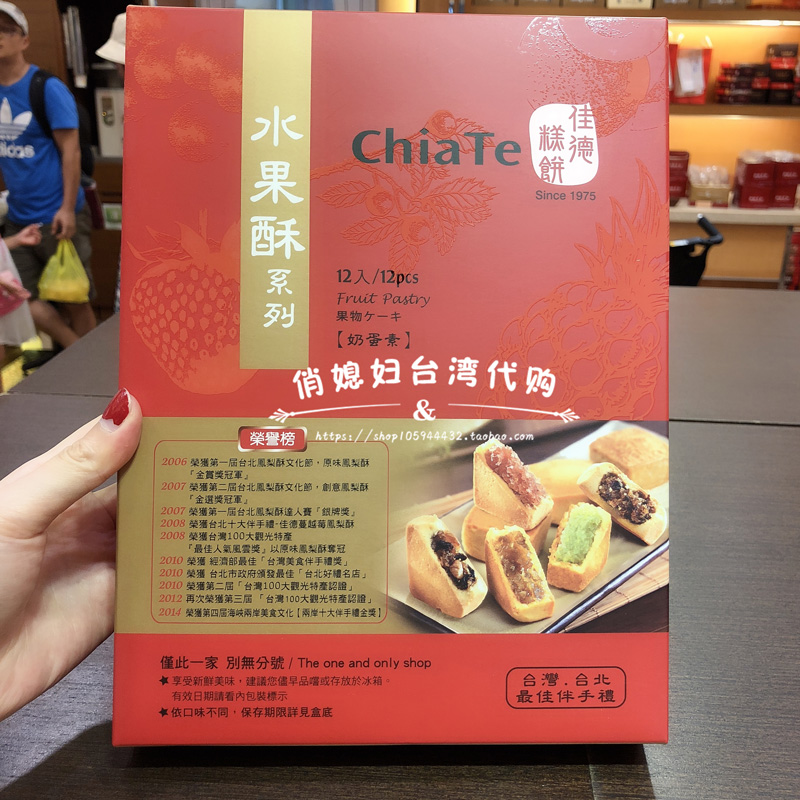 水果酥系列
ChiaTe
佳德糕餅
Since 1975
12入/12pcs
Fruit Pastry
果物ケーキ
【奶蛋素】
俏媳妇台湾代购
&
https://shop105944432.taobao.com
榮譽榜
2006 榮獲第一屆台北鳳梨酥文化節，原味鳳梨酥
「金賞獎冠軍」
2007 榮獲第二屆台北鳳梨酥文化節，創意鳳梨酥
「金選獎冠軍」
2007 榮獲第一屆台北鳳梨酥達人賽「銀牌獎」
2008 榮獲台北十大伴手禮-佳德蔓越莓鳳梨酥
2008 榮獲台灣100大觀光特產
「最佳人氣風雲獎」以原味鳳梨酥奪冠
2010 榮獲 經濟部最佳「台灣美食伴手禮獎」
2010 榮獲 台北市政府頒發最佳「台北好禮名店」
2010 榮獲第二屆「台灣100大觀光特產認證」
2012 再次榮獲第三屆「台灣100大觀光特產認證」
2014 榮獲第四屆海峽兩岸美食文化【兩岸十大伴手禮金獎】
僅此一家 別無分號 / The one and only shop
★享受新鮮美味，建議您儘早品嚐或存放於冰箱。
有效日期請看內包裝標示
★依口味不同，保存期限詳見盒底
台灣．台北
最佳伴手禮
adidas